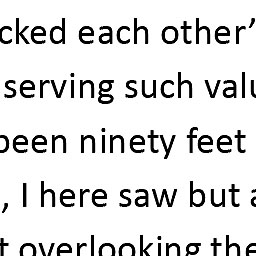 cked each other’
serving such valu
been ninety feet
, I here saw but a
t overlooking the